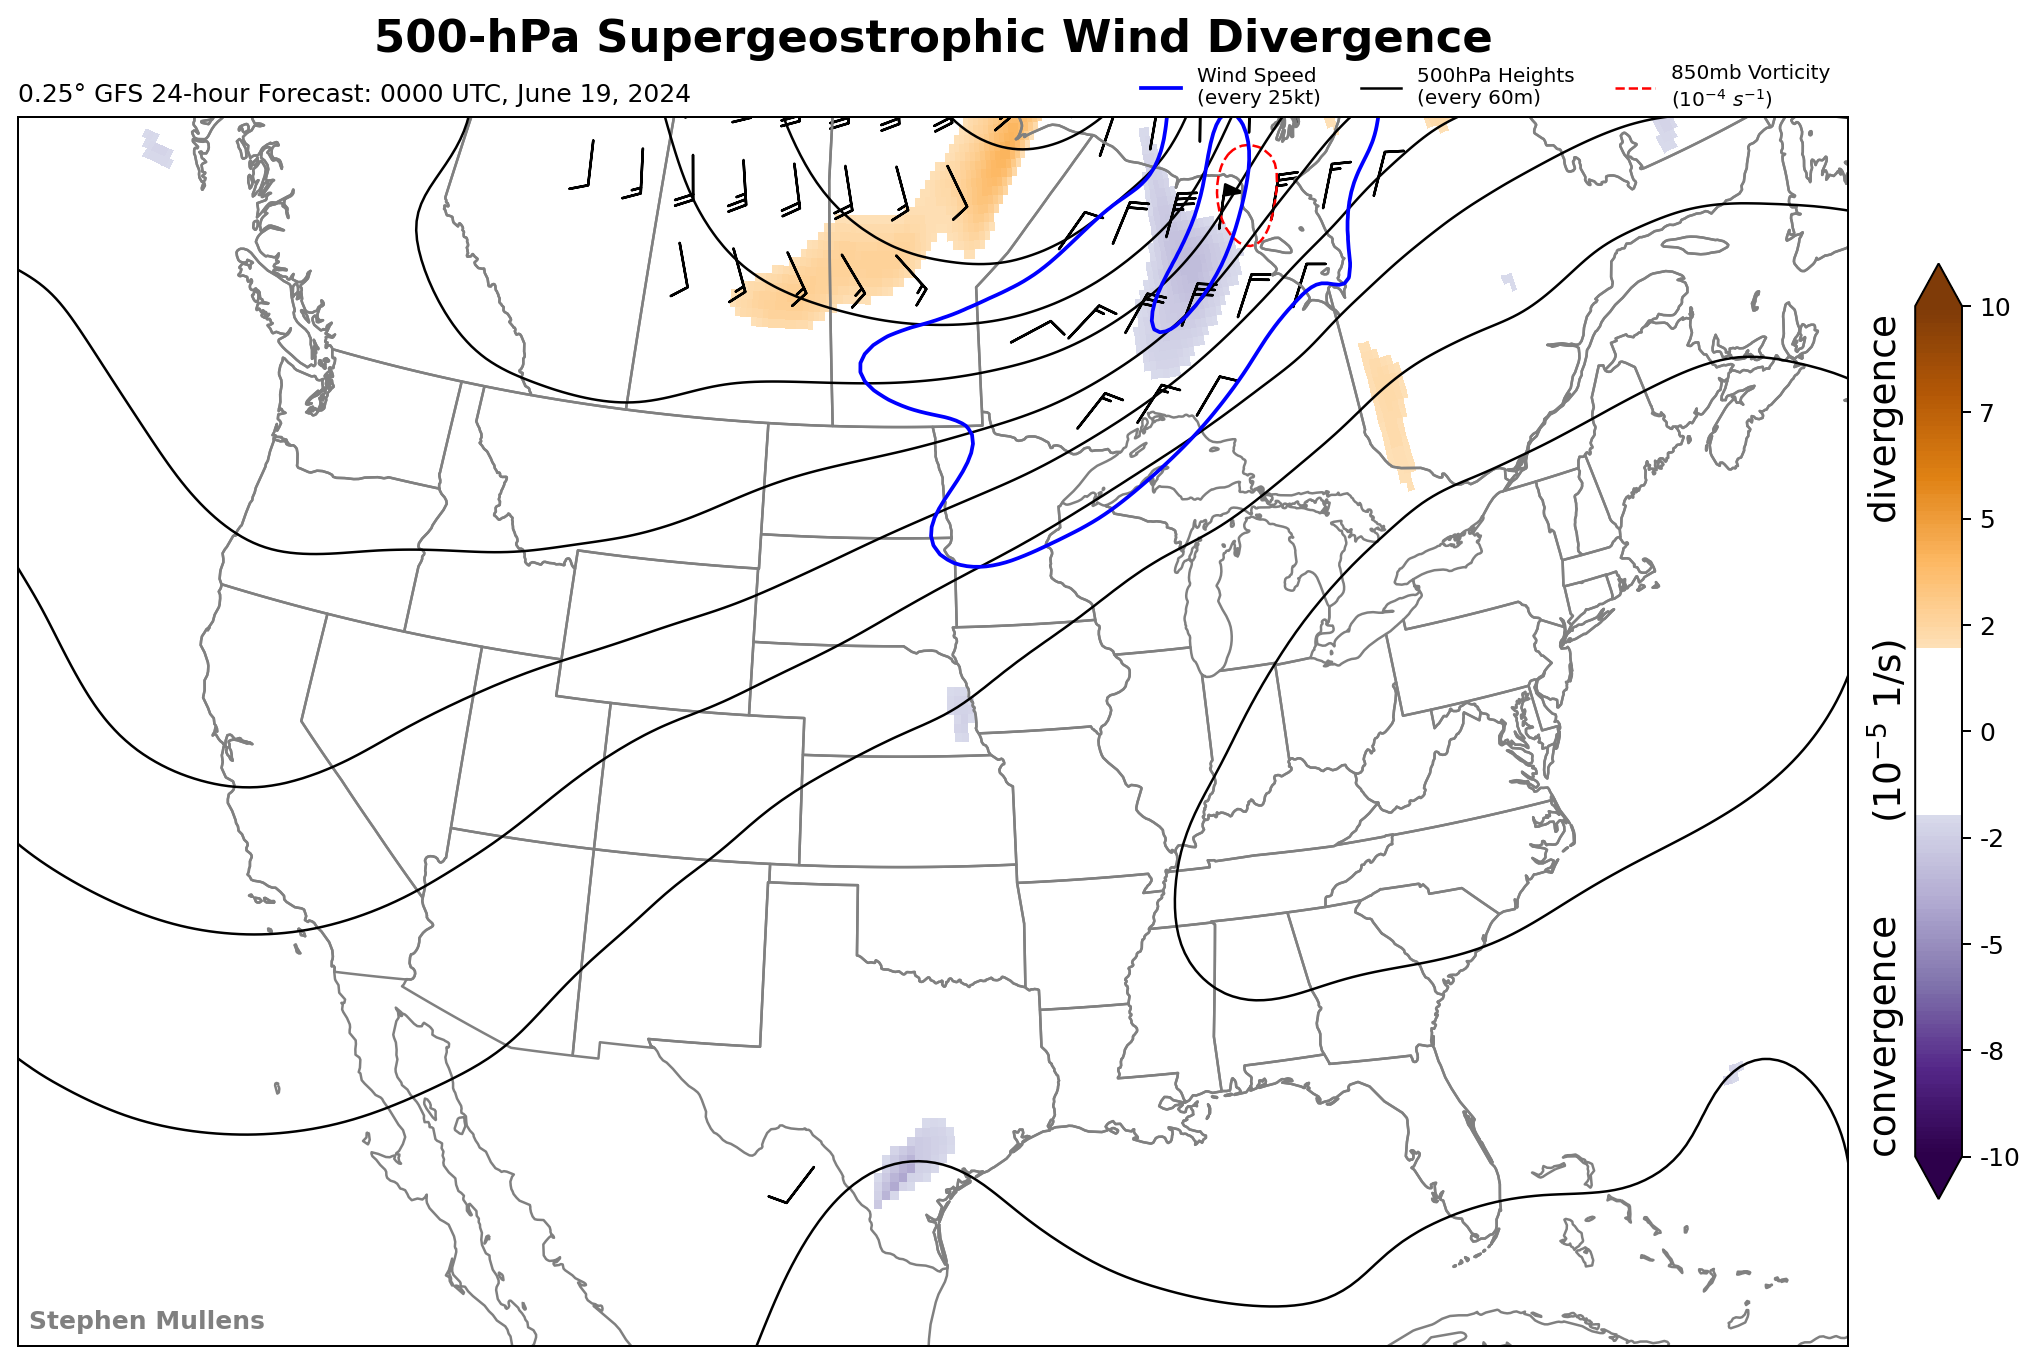 500-hPa Supergeostrophic Wind Divergence
0.25° GFS 24-hour Forecast: 0000 UTC, June 19, 2024
Wind Speed
(every 25kt)
500hPa Heights
(every 60m)
850mb Vorticity
(10⁻⁴ s⁻¹)
10
7
5
2
0
-2
-5
-8
-10
convergence (10⁻⁵ 1/s) divergence
Stephen Mullens